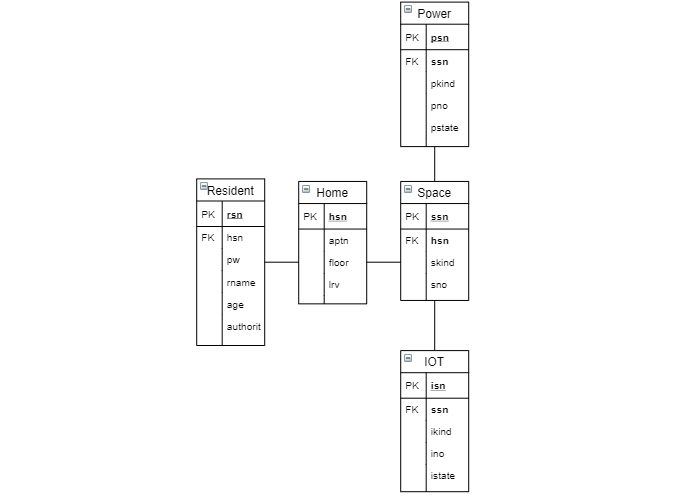 Power
PK psn
FK ssn
pkind
pno
pstate
Resident
PK rsn
FK hsn
pw
rname
age
authorit
Home
PK hsn
aptn
floor
lrv
Space
PK ssn
FK hsn
skind
sno
IOT
PK isn
FK ssn
ikind
ino
istate